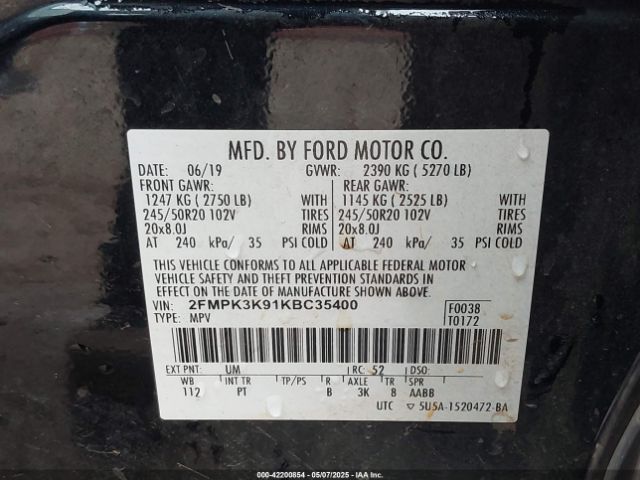 MFD. BY FORD MOTOR CO.
DATE: 06/19 GVWR: 2390 KG ( 5270 LB)
FRONT GAWR: REAR GAWR:
1247 KG ( 2750 LB) WITH 1145 KG ( 2525 LB) WITH
245/50R20 102V TIRES 245/50R20 102V TIRES
20x8.0J RIMS 20x8.0J RIMS
AT 240 kPa/ 35 PSI COLD AT 240 kPa/ 35 PSI COLD
THIS VEHICLE CONFORMS TO ALL APPLICABLE FEDERAL MOTOR
VEHICLE SAFETY AND THEFT PREVENTION STANDARDS IN
EFFECT ON THE DATE OF MANUFACTURE SHOWN ABOVE.
VIN: 2FMPK3K91KBC35400 F0038
TYPE: MPV T0172
EXT PNT: UM RC: 52 DSO:
WB INT TR TP/PS R AXLE TR SPR
112 PT B 3K 8 AABB
UTC ▽ 5U5A-1520472-BA
000-42200854 - 05/07/2025 - IAA, Inc.